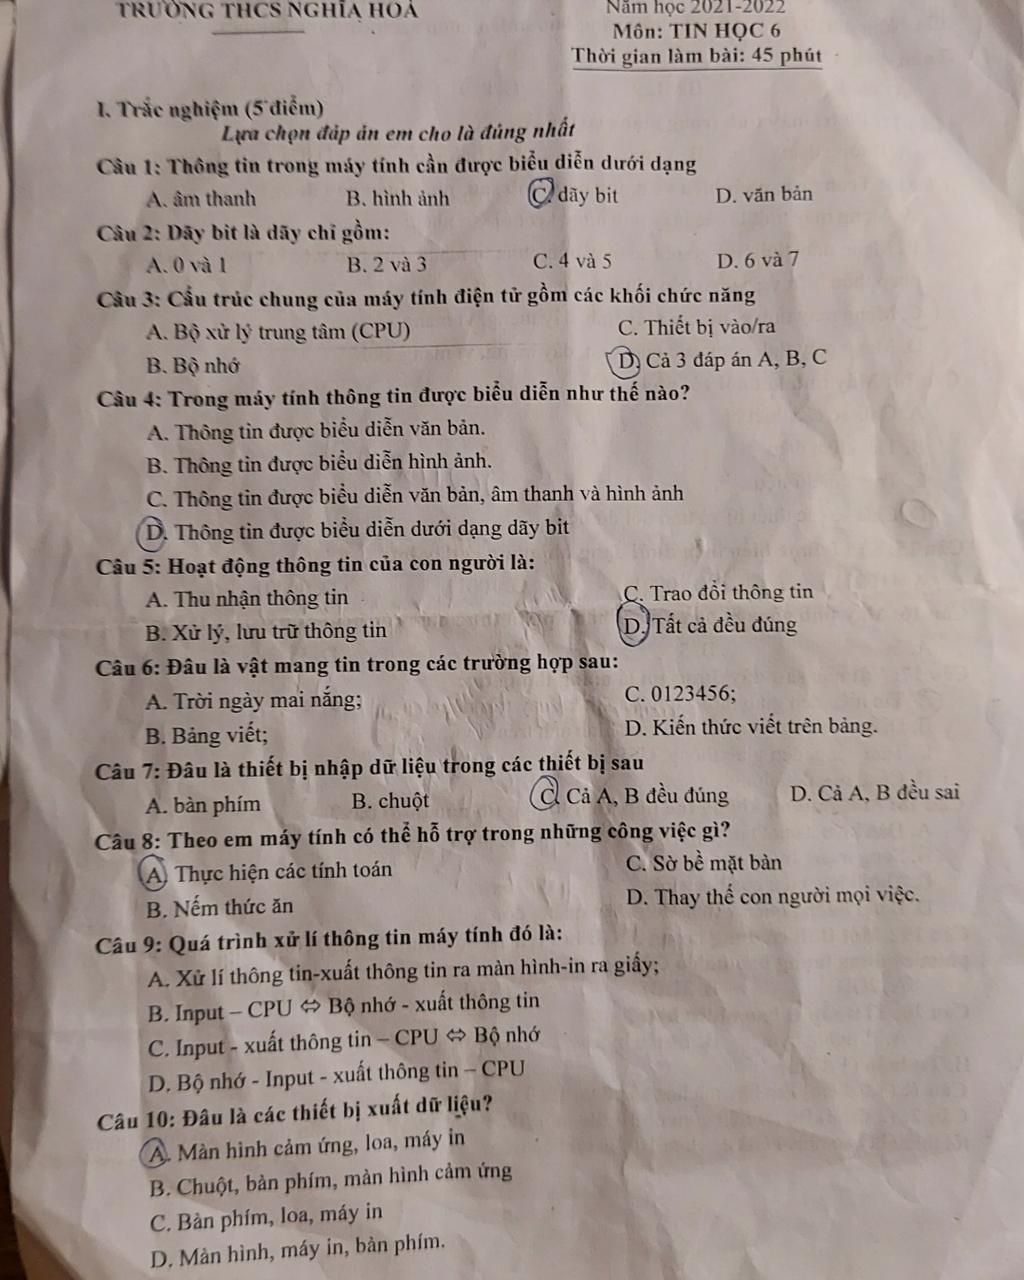 TRƯỜNG THCS NGHĨA HOÀ
Năm học 2021-2022
Môn: TIN HỌC 6
Thời gian làm bài: 45 phút
I. Trắc nghiệm (5 điểm)
Lựa chọn đáp án em cho là đúng nhất
Câu 1: Thông tin trong máy tính cần được biểu diễn dưới dạng
A. âm thanh B. hình ảnh C. dãy bit D. văn bản
Câu 2: Dãy bit là dãy chỉ gồm:
A. 0 và 1 B. 2 và 3 C. 4 và 5 D. 6 và 7
Câu 3: Cấu trúc chung của máy tính điện tử gồm các khối chức năng
A. Bộ xử lý trung tâm (CPU) C. Thiết bị vào/ra
B. Bộ nhớ D. Cả 3 đáp án A, B, C
Câu 4: Trong máy tính thông tin được biểu diễn như thế nào?
A. Thông tin được biểu diễn văn bản.
B. Thông tin được biểu diễn hình ảnh.
C. Thông tin được biểu diễn văn bản, âm thanh và hình ảnh
D. Thông tin được biểu diễn dưới dạng dãy bit
Câu 5: Hoạt động thông tin của con người là:
A. Thu nhận thông tin C. Trao đổi thông tin
B. Xử lý, lưu trữ thông tin D. Tất cả đều đúng
Câu 6: Đâu là vật mang tin trong các trường hợp sau:
A. Trời ngày mai nắng; C. 0123456;
B. Bảng viết; D. Kiến thức viết trên bảng.
Câu 7: Đâu là thiết bị nhập dữ liệu trong các thiết bị sau
A. bàn phím B. chuột C. Cả A, B đều đúng D. Cả A, B đều sai
Câu 8: Theo em máy tính có thể hỗ trợ trong những công việc gì?
A. Thực hiện các tính toán C. Sờ bề mặt bàn
B. Nếm thức ăn D. Thay thế con người mọi việc.
Câu 9: Quá trình xử lí thông tin máy tính đó là:
A. Xử lí thông tin-xuất thông tin ra màn hình-in ra giấy;
B. Input – CPU ⇔ Bộ nhớ - xuất thông tin
C. Input - xuất thông tin – CPU ⇔ Bộ nhớ
D. Bộ nhớ - Input - xuất thông tin – CPU
Câu 10: Đâu là các thiết bị xuất dữ liệu?
A. Màn hình cảm ứng, loa, máy in
B. Chuột, bàn phím, màn hình cảm ứng
C. Bàn phím, loa, máy in
D. Màn hình, máy in, bàn phím.